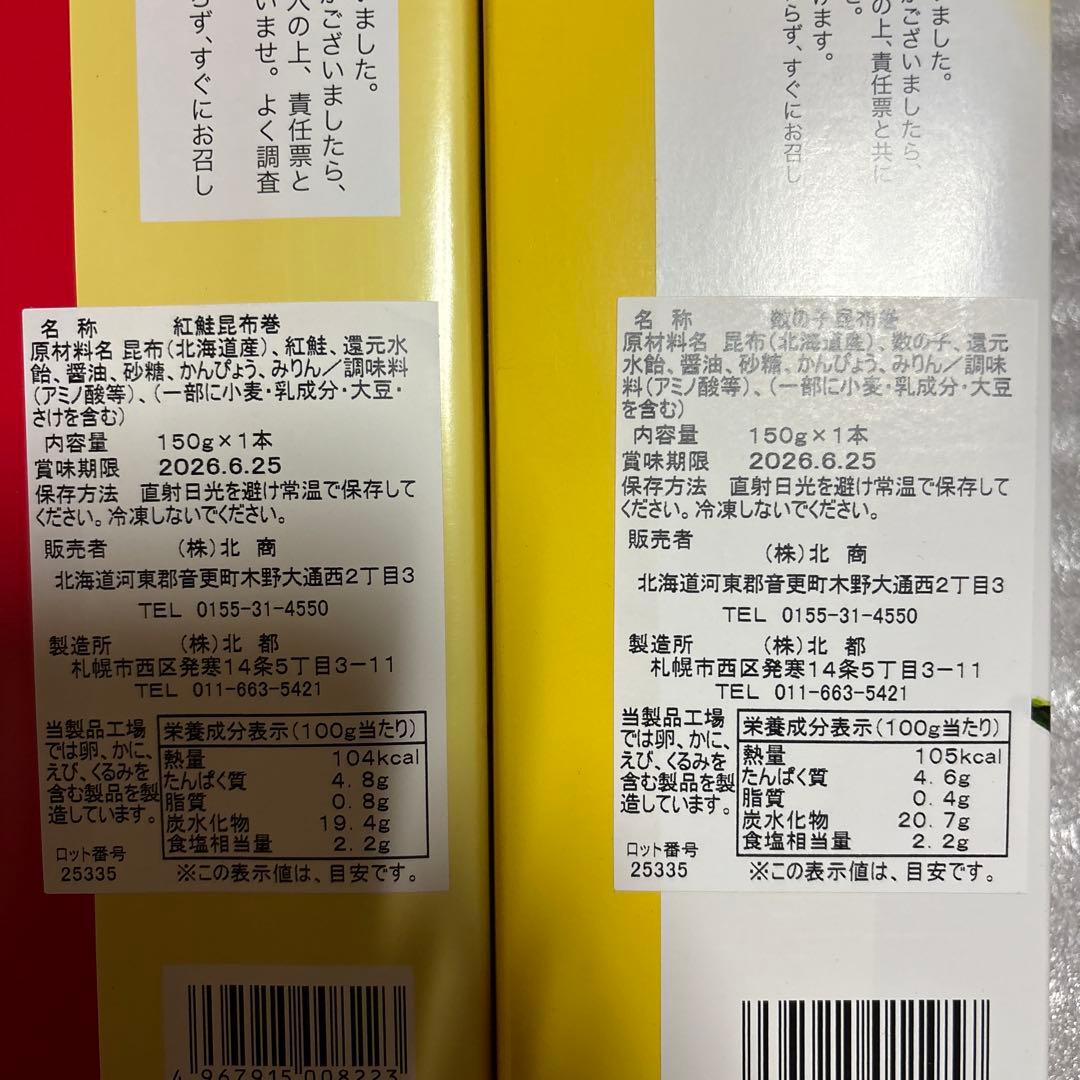 いました。
がございましたら、
入の上、責任票と
いませ。よく調査
らず、すぐにお召し
名 称 紅鮭昆布巻
原材料名 昆布(北海道産)、紅鮭、還元水
飴、醤油、砂糖、かんぴょう、みりん/調味料
(アミノ酸等)、(一部に小麦・乳成分・大豆・
さけを含む)
内容量 150g×1本
賞味期限 2026.6.25
保存方法 直射日光を避け常温で保存して
ください。冷凍しないでください。
販売者 (株)北 商
北海道河東郡音更町木野大通西2丁目3
TEL 0155-31-4550
製造所 (株)北 都
札幌市西区発寒14条5丁目3-11
TEL 011-663-5421
当製品工場
では卵、かに、
えび、くるみを
含む製品を製
造しています。
栄養成分表示(100g当たり)
熱量 104kcal
たんぱく質 4.8g
脂質 0.8g
炭水化物 19.4g
食塩相当量 2.2g
ロット番号
25335
※この表示値は、目安です。
4 967915 008223
いました。
がございましたら、
の上、責任票と共に
けます。
らず、すぐにお召し
名 称 数の子昆布巻
原材料名 昆布(北海道産)、数の子、還元
水飴、醤油、砂糖、かんぴょう、みりん/調味
料(アミノ酸等)、(一部に小麦・乳成分・大豆
を含む)
内容量 150g×1本
賞味期限 2026.6.25
保存方法 直射日光を避け常温で保存して
ください。冷凍しないでください。
販売者
(株)北 商
北海道河東郡音更町木野大通西2丁目3
TEL 0155-31-4550
製造所 (株)北 都
札幌市西区発寒14条5丁目3-11
TEL 011-663-5421
当製品工場
では卵、かに、
えび、くるみを
含む製品を製
造しています。
栄養成分表示(100g当たり)
熱量 105kcal
たんぱく質 4.6g
脂質 0.4g
炭水化物 20.7g
食塩相当量 2.2g
ロット番号
25335
※この表示値は、目安です。